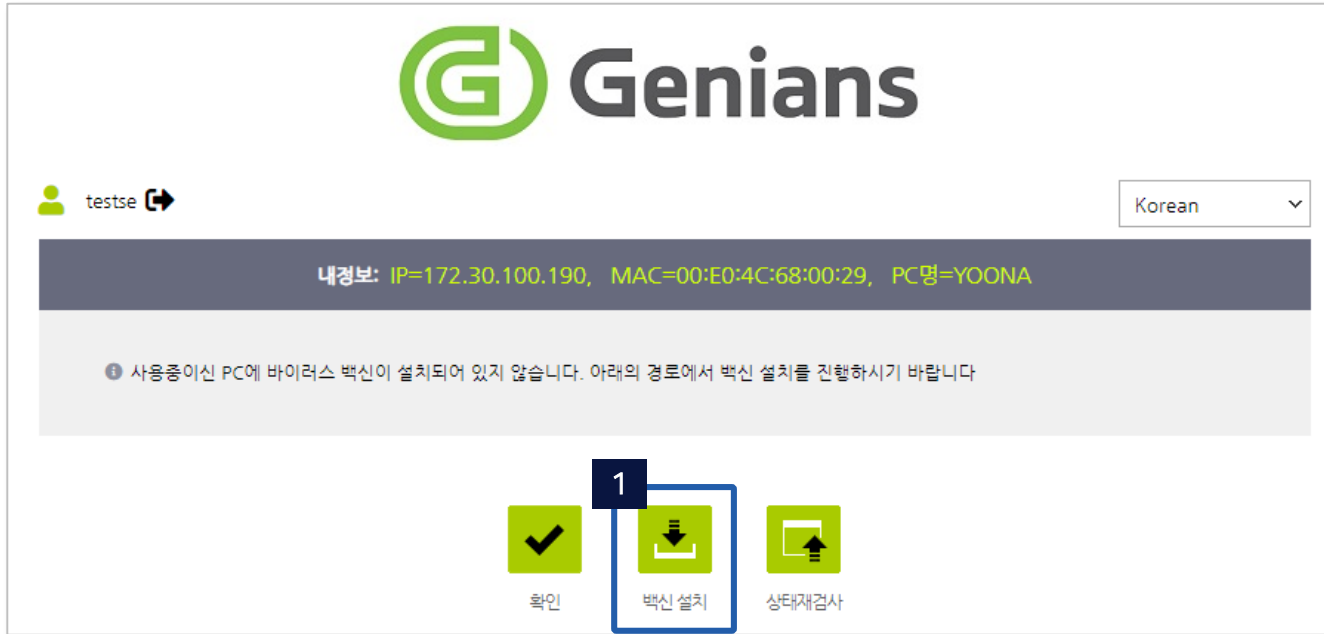 Genians
testse
Korean
내정보: IP=172.30.100.190, MAC=00:E0:4C:68:00:29, PC명=YOONA
사용중이신 PC에 바이러스 백신이 설치되어 있지 않습니다. 아래의 경로에서 백신 설치를 진행하시기 바랍니다
1
확인 백신 설치 상태재검사